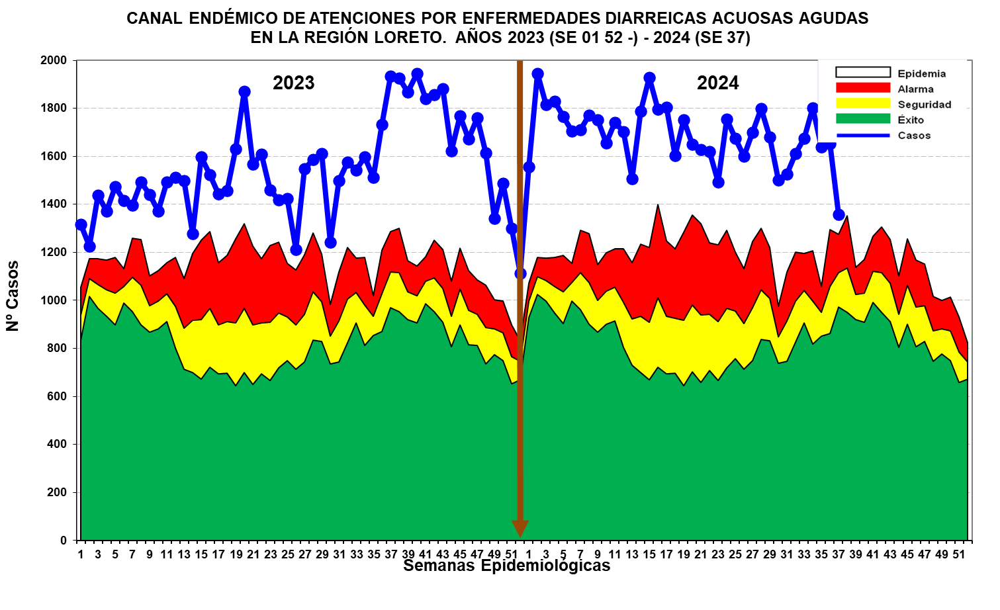 CANAL ENDÉMICO DE ATENCIONES POR ENFERMEDADES DIARREICAS ACUOSAS AGUDAS
EN LA REGIÓN LORETO. AÑOS 2023 (SE 01 52 -) - 2024 (SE 37)
2023
2024
Epidemia
Alarma
Seguridad
Éxito
Casos
Nº Casos
2000
1800
1600
1400
1200
1000
800
600
400
200
0
1 3 5 7 9 11 13 15 17 19 21 23 25 27 29 31 33 35 37 39 41 43 45 47 49 51 1 3 5 7 9 11 13 15 17 19 21 23 25 27 29 31 33 35 37 39 41 43 45 47 49 51
Semanas Epidemiológicas